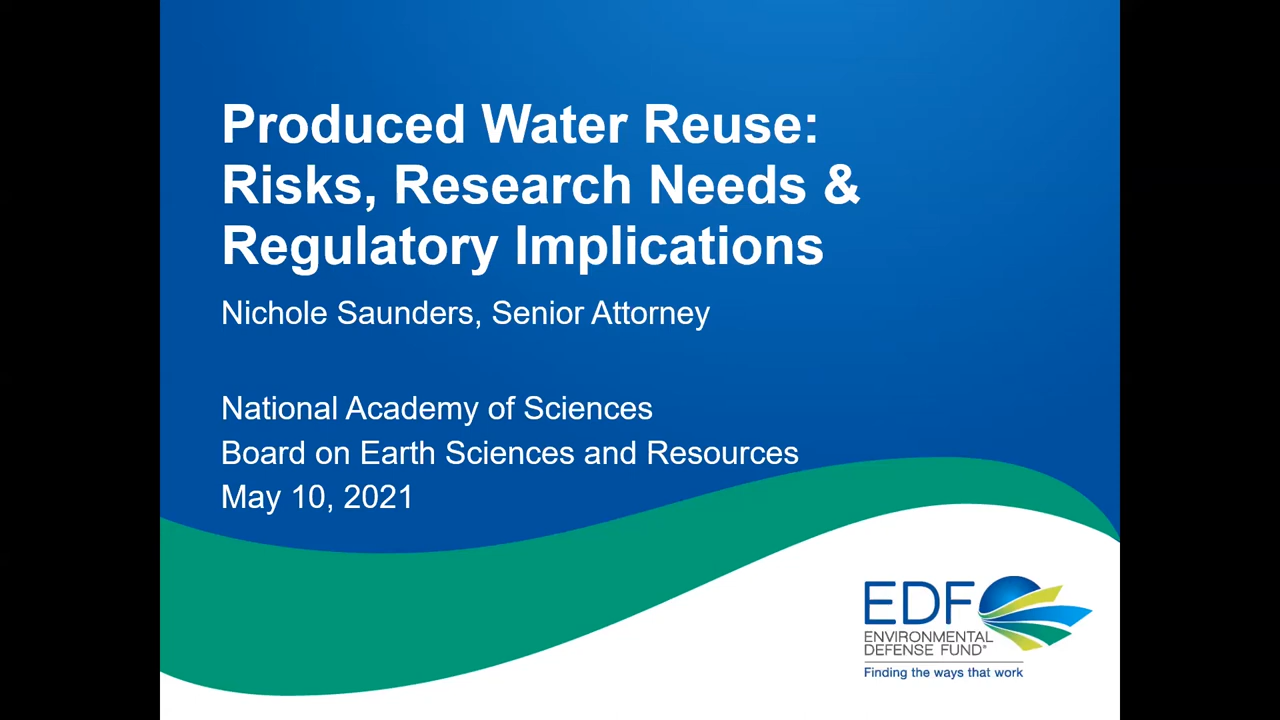 Produced Water Reuse:
Risks, Research Needs &
Regulatory Implications
Nichole Saunders, Senior Attorney
National Academy of Sciences
Board on Earth Sciences and Resources
May 10, 2021
EDF
ENVIRONMENTAL
DEFENSE FUND®
Finding the ways that work